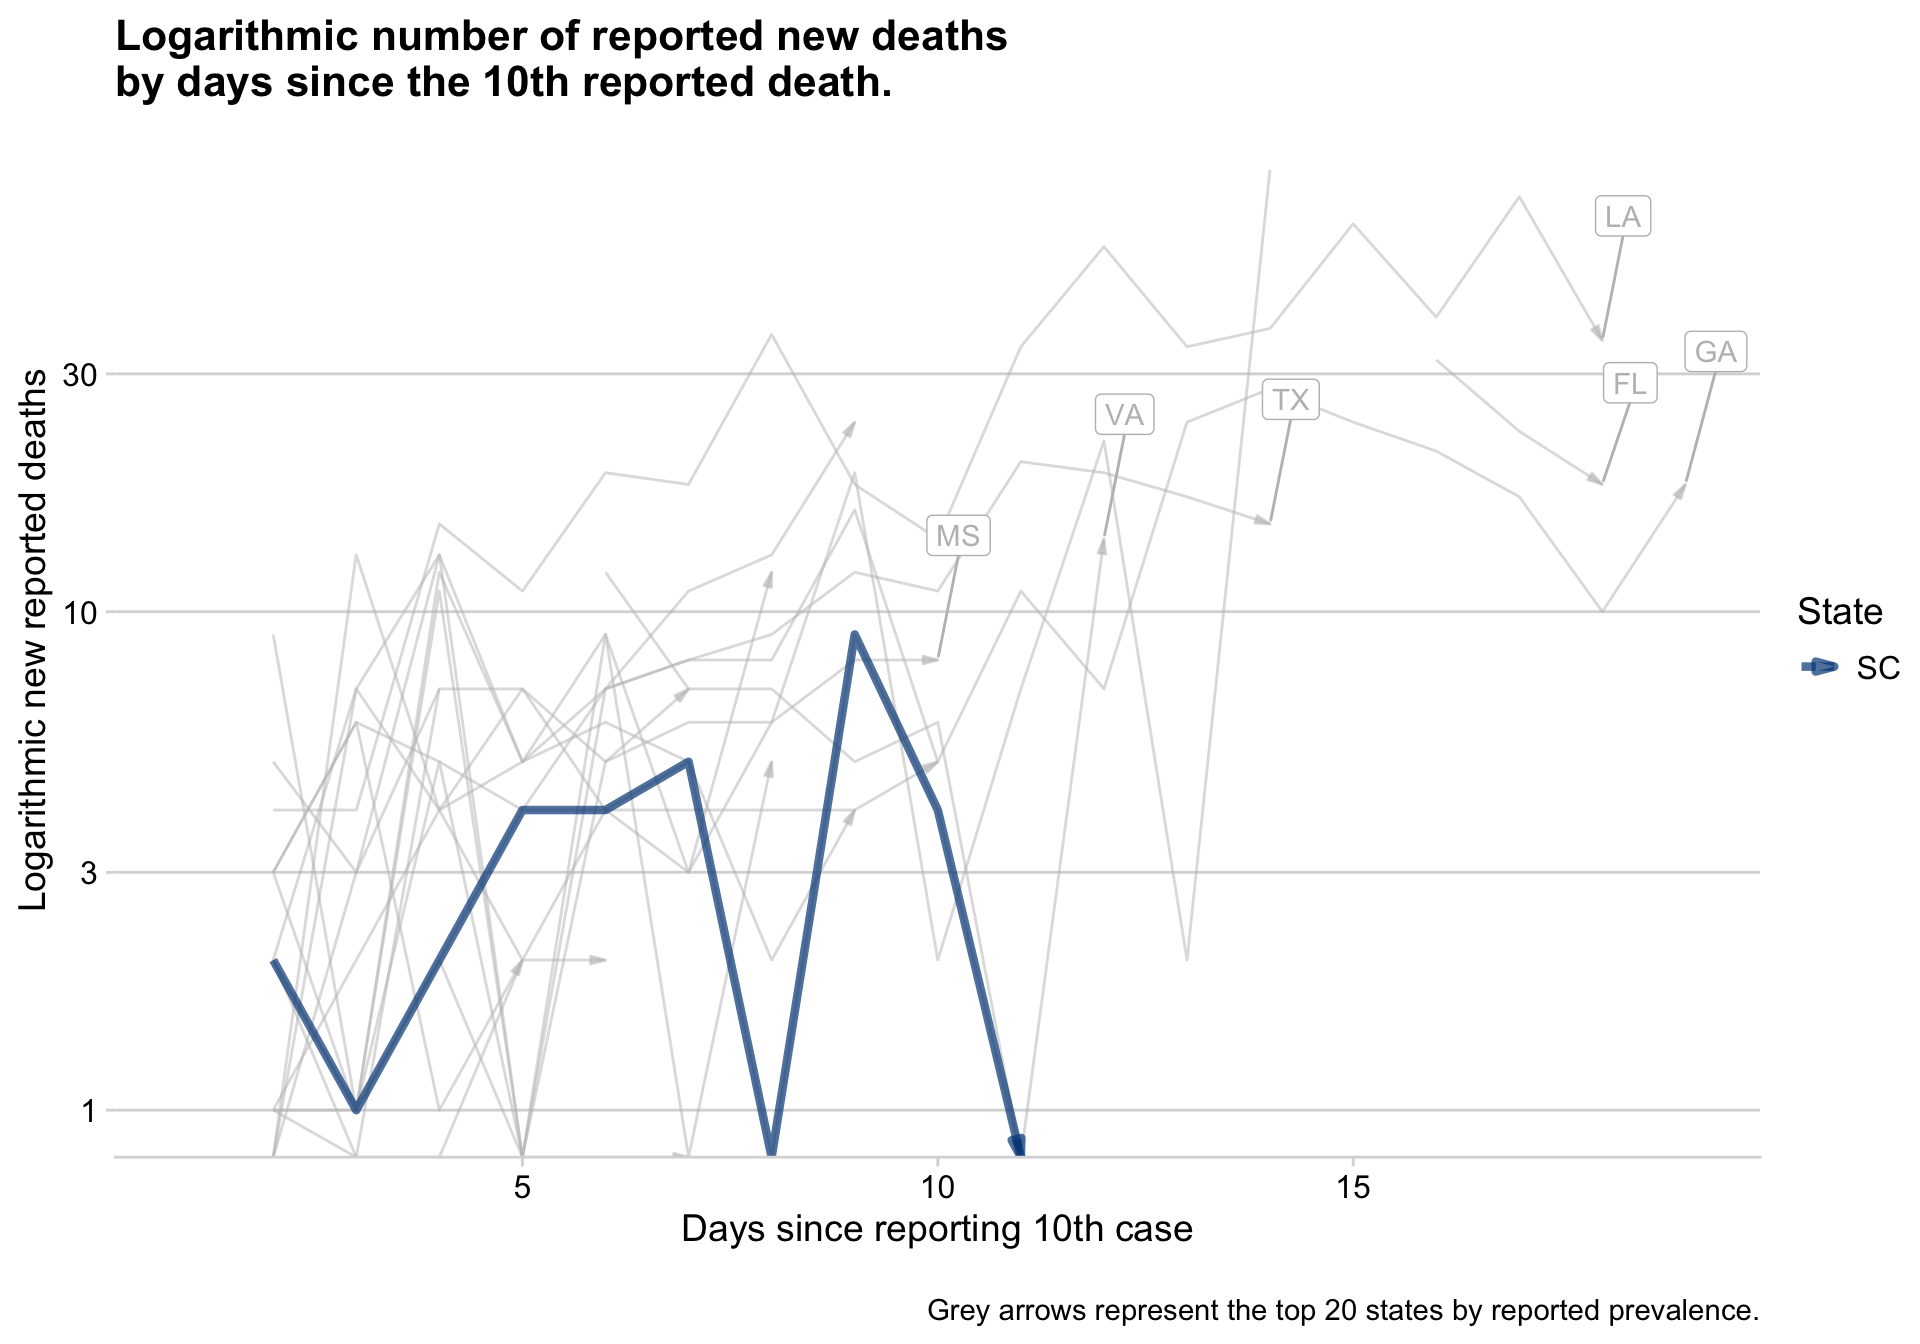 Logarithmic number of reported new deaths
by days since the 10th reported death.
Logarithmic new reported deaths
30
10
3
1
LA
GA
FL
TX
VA
MS
State
SC
5
10
15
Days since reporting 10th case
Grey arrows represent the top 20 states by reported prevalence.